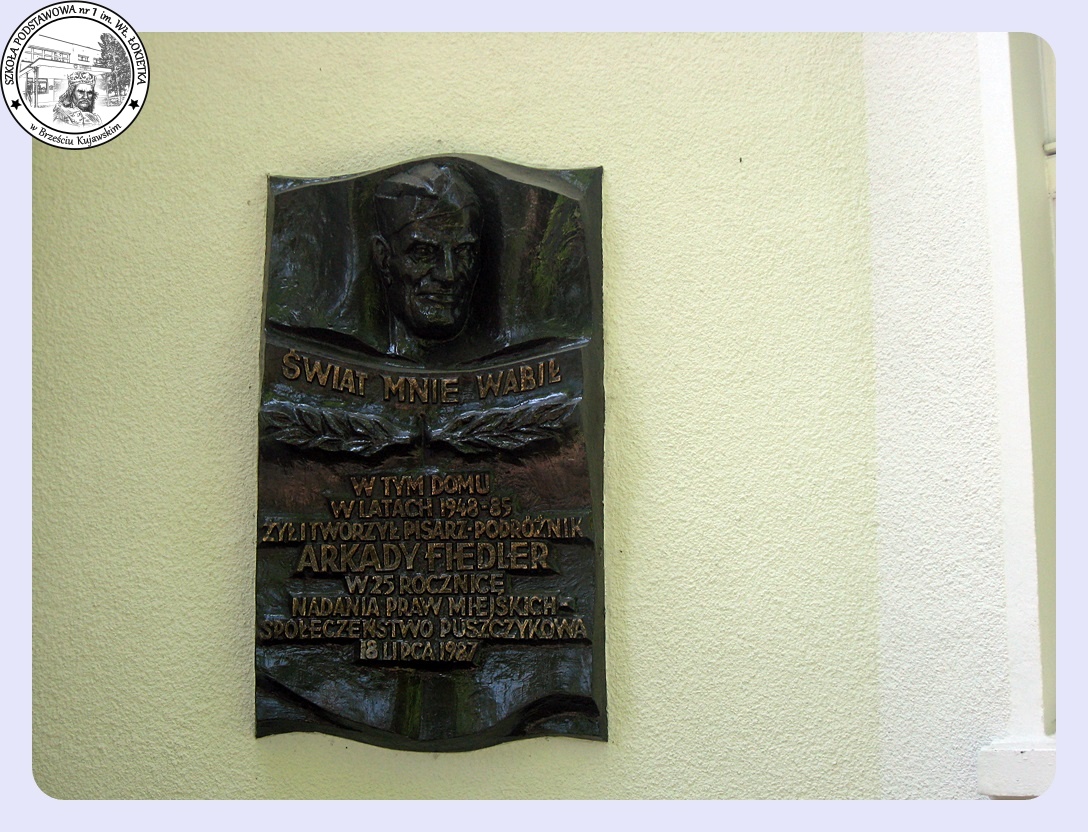 SZKOŁA PODSTAWOWA nr 1 im. WŁ. ŁOKIETKA
w Brześciu Kujawskim
ŚWIAT MNIE WABIŁ
W TYM DOMU
W LATACH 1948-85
ŻYŁ I TWORZYŁ PISARZ-PODRÓŻNIK
ARKADY FIEDLER
W 25 ROCZNICĘ
NADANIA PRAW MIEJSKICH-
SPOŁECZEŃSTWO PUSZCZYKOWA
18 LIPCA 1987